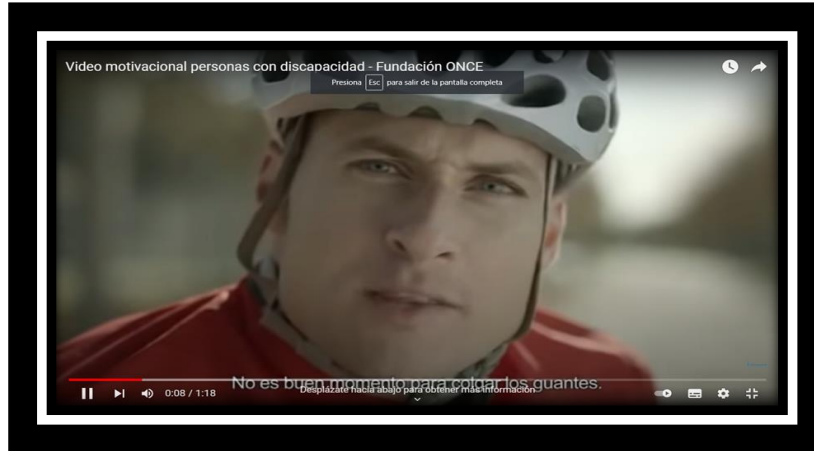 Video motivacional personas con discapacidad - Fundación ONCE
Presiona Esc para salir de la pantalla completa
No es buen momento para colgar los guantes.
Desplázate hacia abajo para obtener más información
0:08 / 1:18